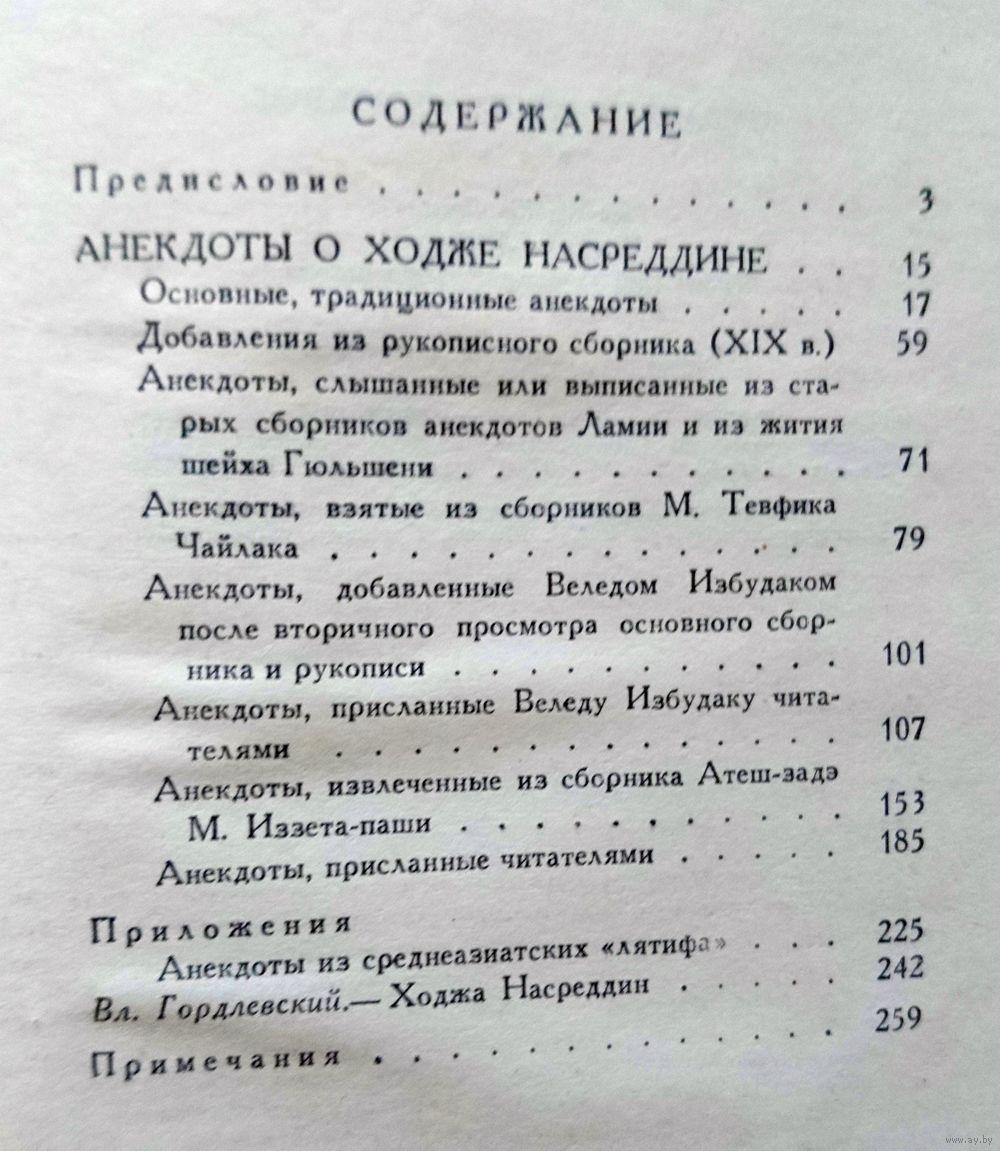 СОДЕРЖАНИЕ
Предисловие . . . . . . . . . . . . . 3
АНЕКДОТЫ О ХОДЖЕ НАСРЕДДИНЕ . . 15
Основные, традиционные анекдоты . . . . . 17
Добавления из рукописного сборника (XIX в.) 59
Анекдоты, слышанные или выписанные из ста-
рых сборников анекдотов Ламии и из жития
шейха Гюльшени . . . . . . . . . . . 71
Анекдоты, взятые из сборников М. Тевфика
Чайлака . . . . . . . . . . . . . . 79
Анекдоты, добавленные Веледом Избудаком
после вторичного просмотра основного сбор-
ника и рукописи . . . . . . . . . . . 101
Анекдоты, присланные Веледу Избудаку чита-
телями . . . . . . . . . . . . . . 107
Анекдоты, извлеченные из сборника Атеш-задэ
М. Иззета-паши . . . . . . . . . . . 153
Анекдоты, присланные читателями . . . . . 185
Приложения
Анекдоты из среднеазиатских «лятифа» . . . 225
Вл. Гордлевский.— Ходжа Насреддин . . . . . 242
Примечания . . . . . . . . . . . . . 259
www.ay.by